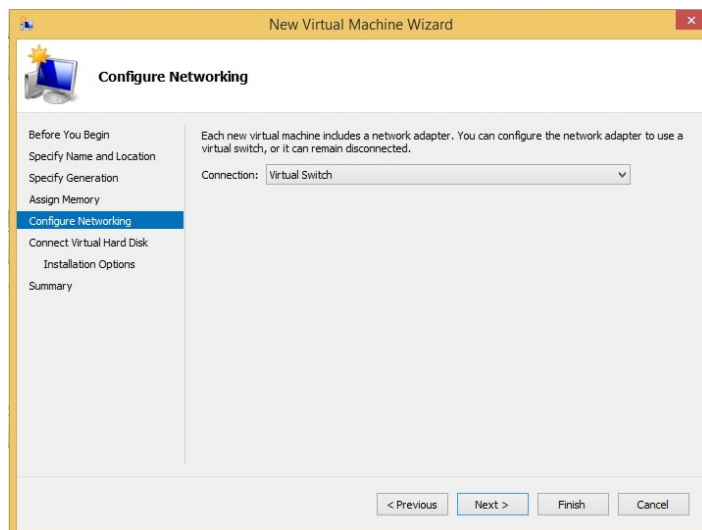 New Virtual Machine Wizard
Configure Networking
Before You Begin
Specify Name and Location
Specify Generation
Assign Memory
Configure Networking
Connect Virtual Hard Disk
Installation Options
Summary
Each new virtual machine includes a network adapter. You can configure the network adapter to use a
virtual switch, or it can remain disconnected.
Connection: Virtual Switch
< Previous Next > Finish Cancel